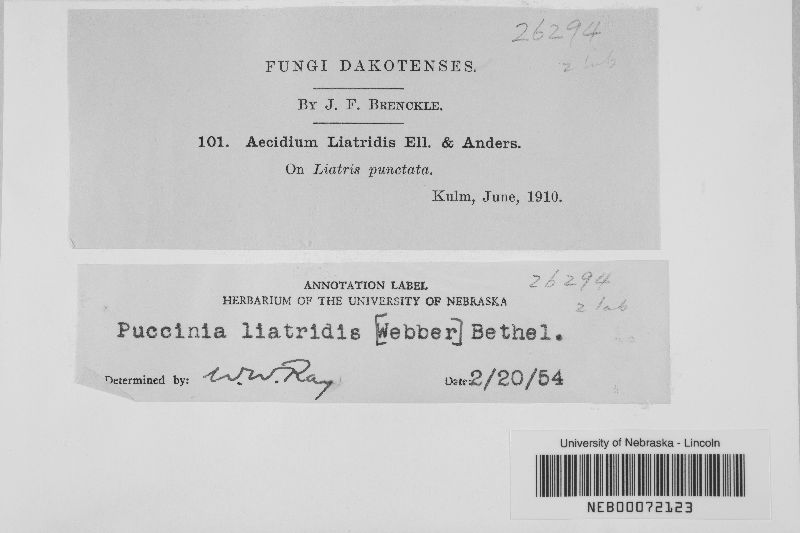 26294
2 lab
FUNGI DAKOTENSES.
BY J. F. BRENCKLE.
101. Aecidium Liatridis Ell. & Anders.
On Liatris punctata.
Kulm, June, 1910.
ANNOTATION LABEL
HERBARIUM OF THE UNIVERSITY OF NEBRASKA
26294
2 lab
Puccinia liatridis [Webber] Bethel.
Determined by: W.W. Ray
Date: 2/20/54
University of Nebraska - Lincoln
NEB00072123